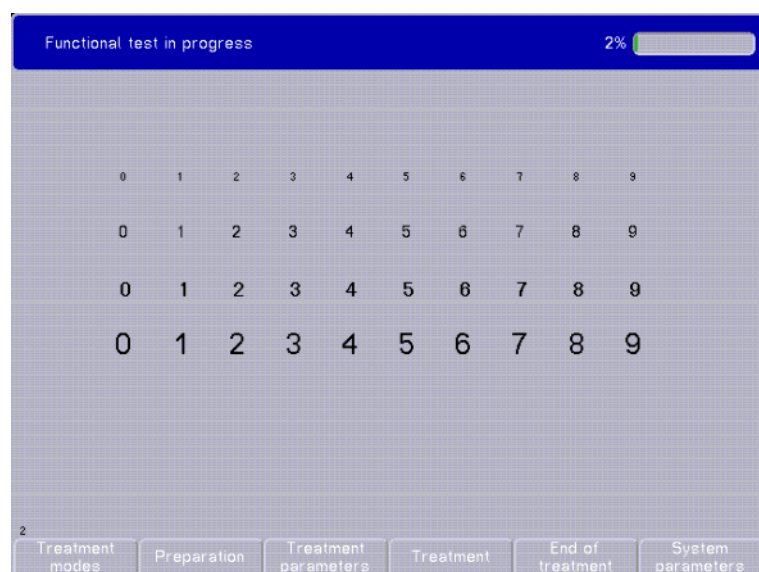 Functional test in progress 2%
0 1 2 3 4 5 6 7 8 9
0 1 2 3 4 5 6 7 8 9
0 1 2 3 4 5 6 7 8 9
0 1 2 3 4 5 6 7 8 9
2
Treatment modes
Preparation
Treatment parameters
Treatment
End of treatment
System parameters